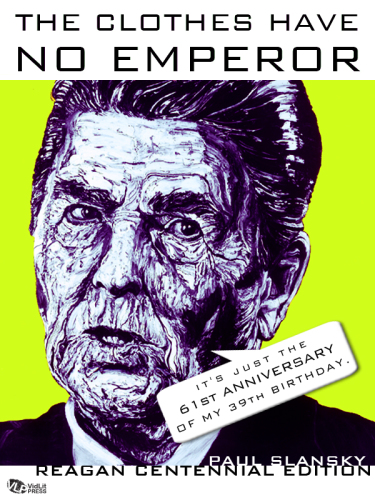 THE CLOTHES HAVE
NO EMPEROR
IT'S JUST THE
61ST ANNIVERSARY
OF MY 39TH BIRTHDAY.
PAUL SLANSKY
REAGAN CENTENNIAL EDITION
VLP VidLit
PRESS